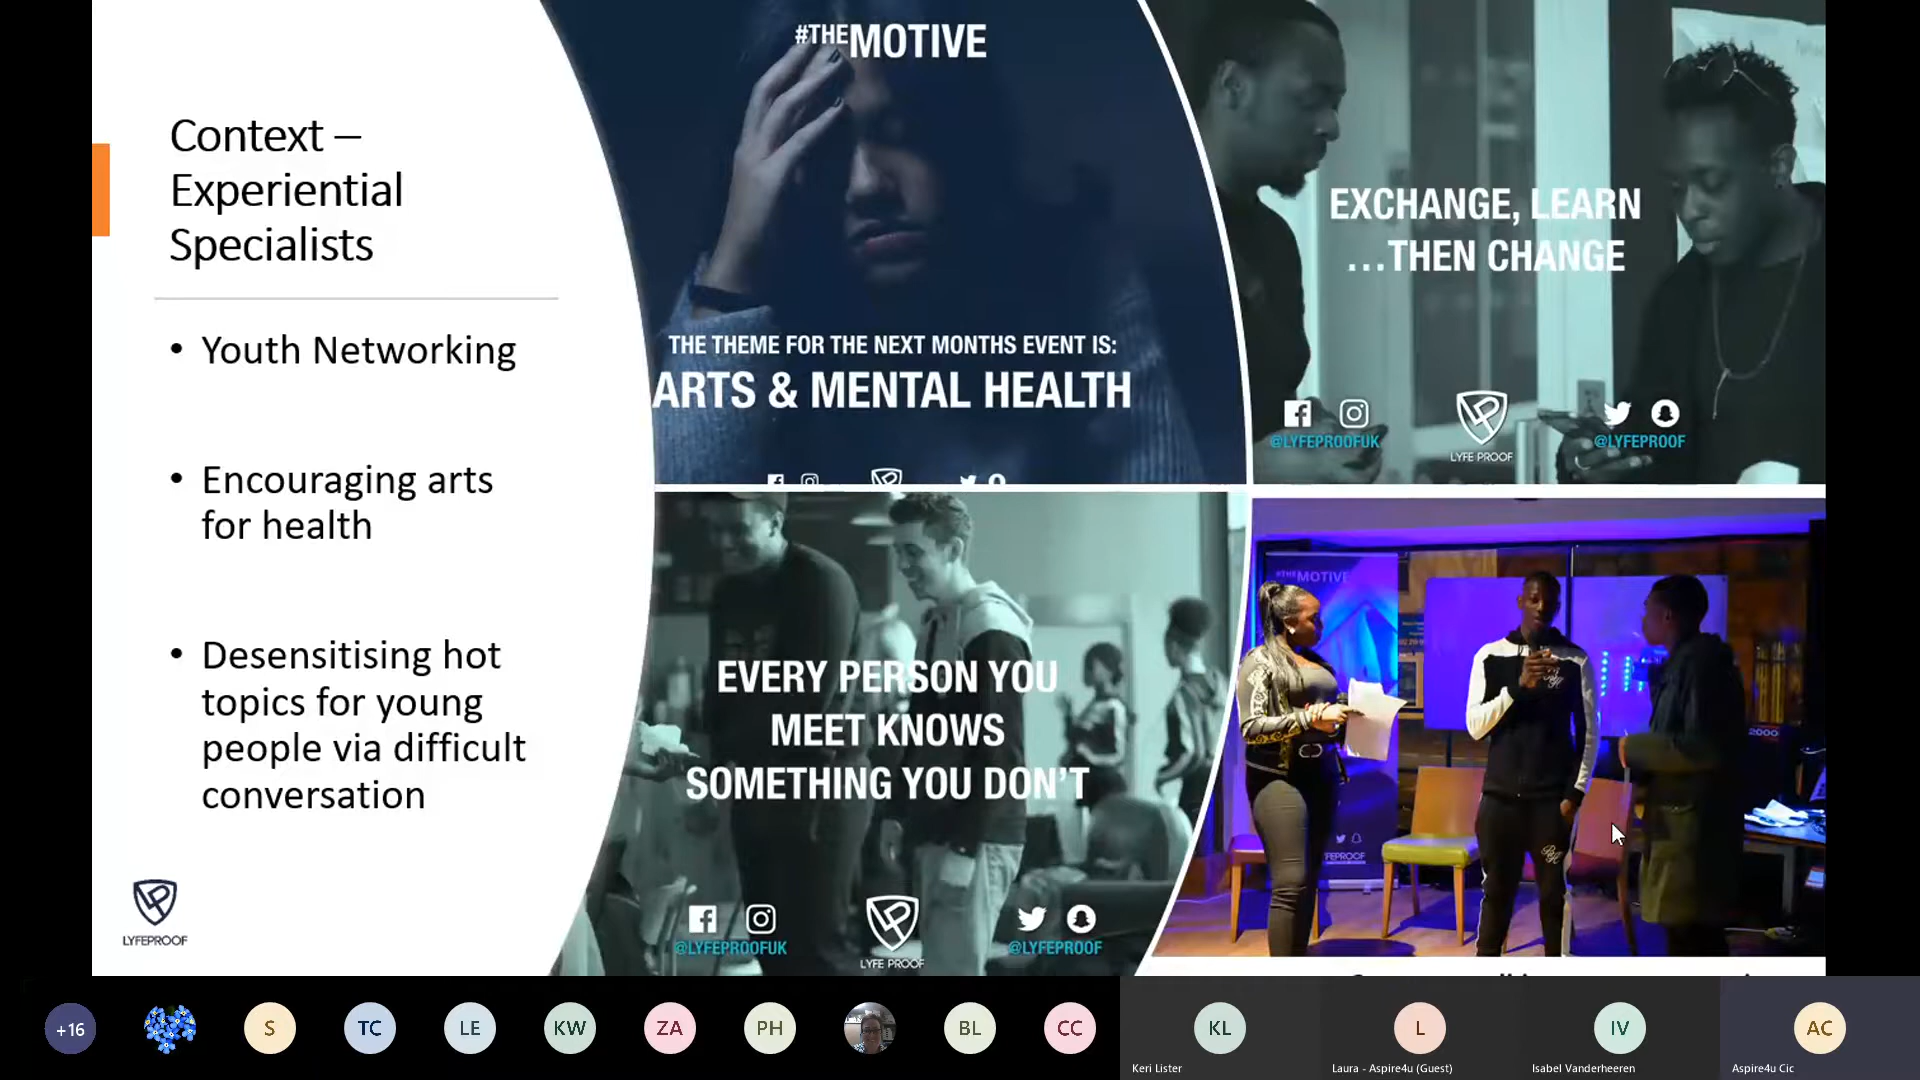 Context –
Experiential
Specialists
• Youth Networking
• Encouraging arts
for health
• Desensitising hot
topics for young
people via difficult
conversation
LYFEPROOF
#THEMOTIVE
THE THEME FOR THE NEXT MONTHS EVENT IS:
ARTS & MENTAL HEALTH
EXCHANGE, LEARN
...THEN CHANGE
@LYFEPROOFUK
LYFE PROOF
@LYFEPROOF
EVERY PERSON YOU
MEET KNOWS
SOMETHING YOU DON'T
@LYFEPROOFUK
LYFE PROOF
@LYFEPROOF
#THEMOTIVE
+16
S
TC
LE
KW
ZA
PH
BL
CC
KL
L
IV
AC
Keri Lister
Laura - Aspire4u (Guest)
Isabel Vanderheeren
Aspire4u Cic